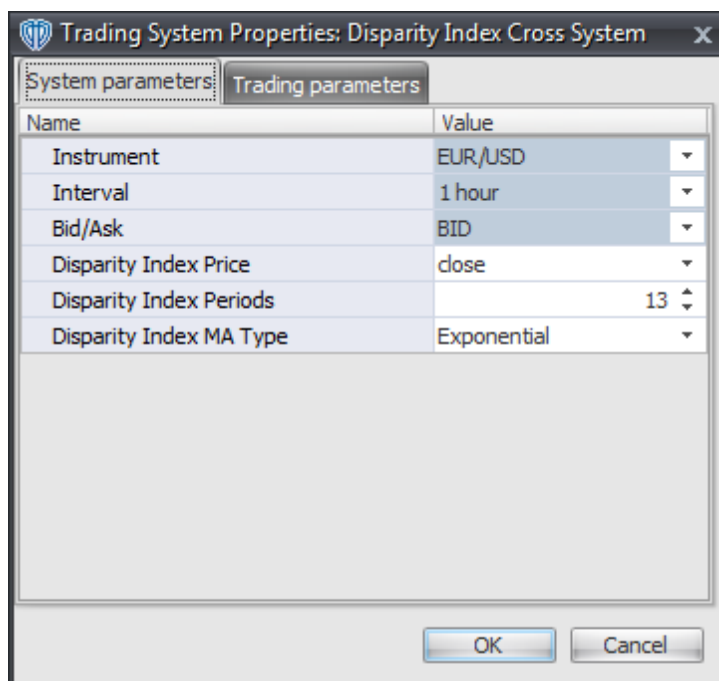 Trading System Properties: Disparity Index Cross System x
System parameters Trading parameters
Name Value
Instrument EUR/USD
Interval 1 hour
Bid/Ask BID
Disparity Index Price close
Disparity Index Periods 13
Disparity Index MA Type Exponential
OK Cancel